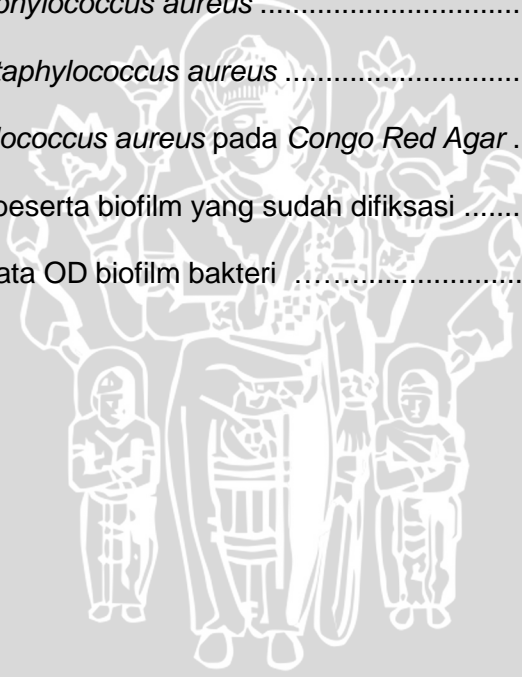 phylococcus aureus ..................................
taphylococcus aureus ..............................
lococcus aureus pada Congo Red Agar .
beserta biofilm yang sudah difiksasi .......
ata OD biofilm bakteri ..........................